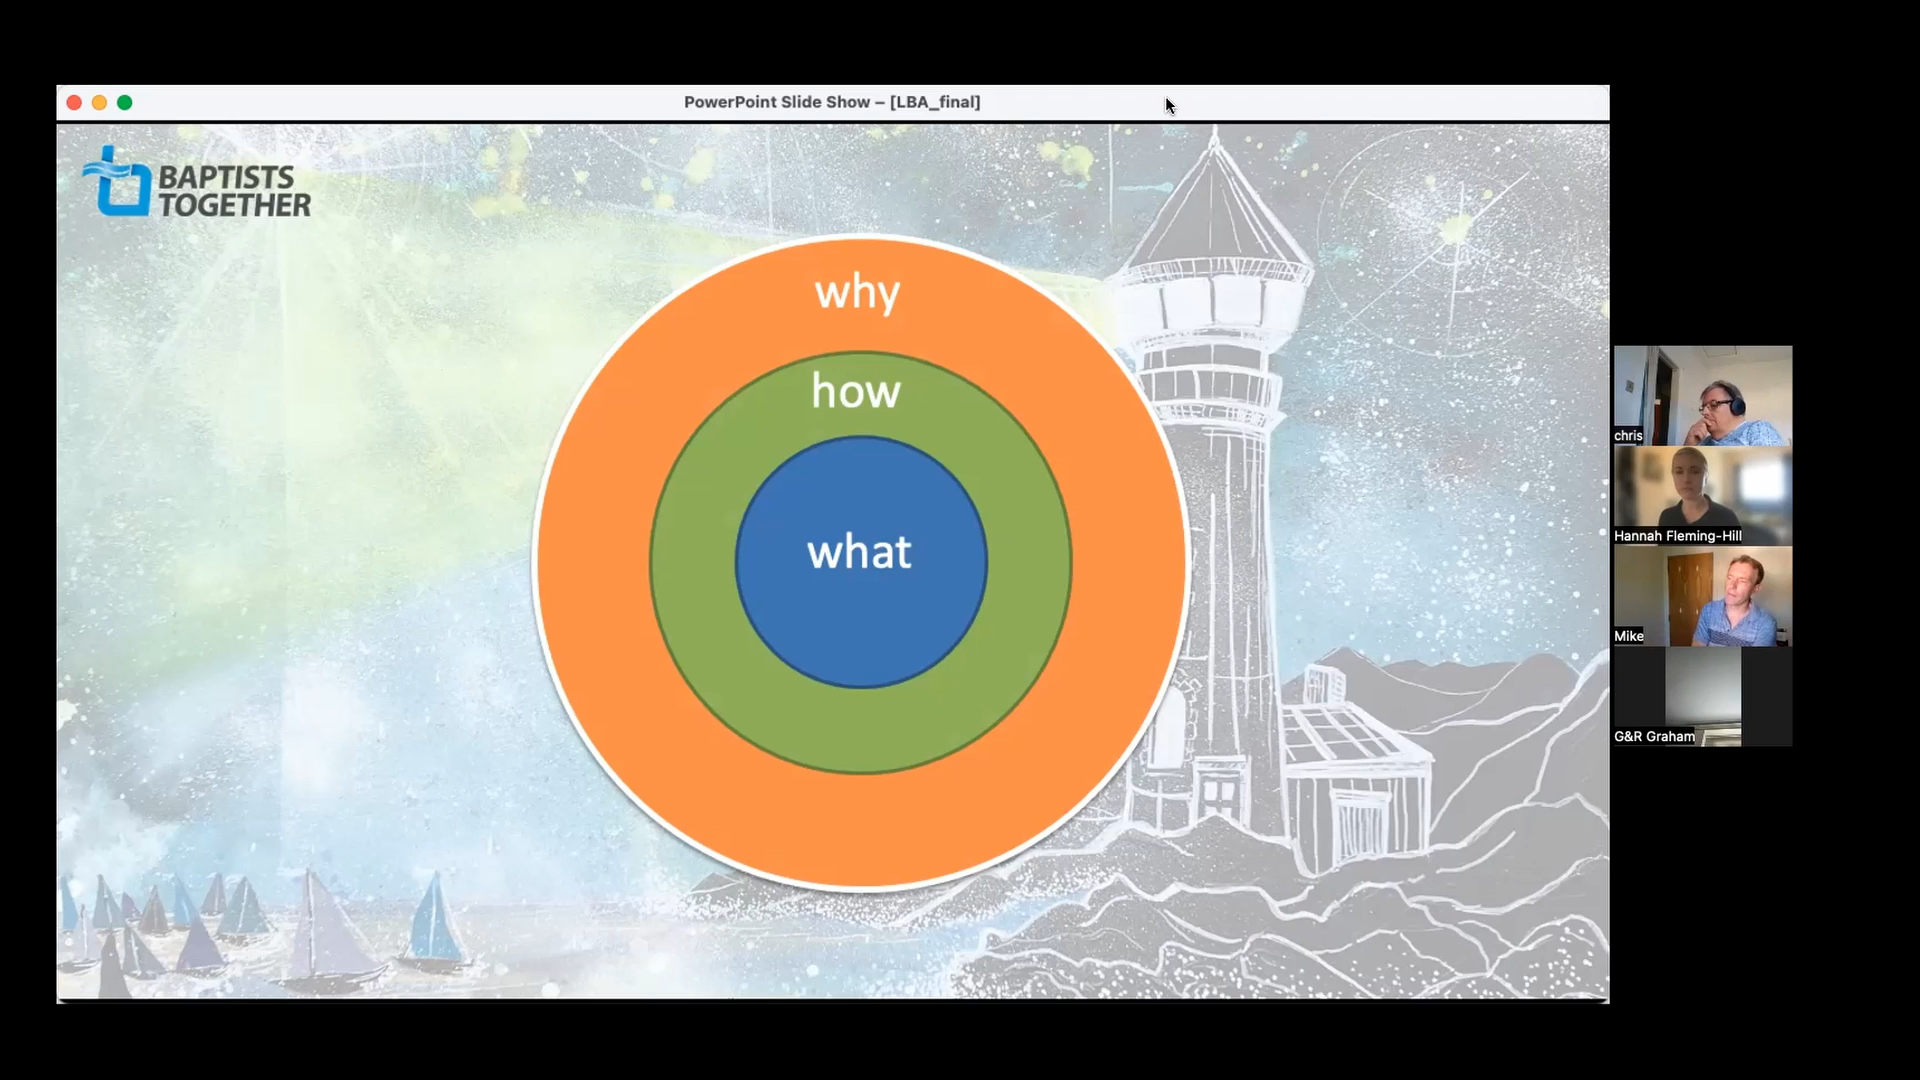 PowerPoint Slide Show – [LBA_final]
BAPTISTS
TOGETHER
why
how
what
chris
Hannah Fleming-Hill
Mike
G&R Graham